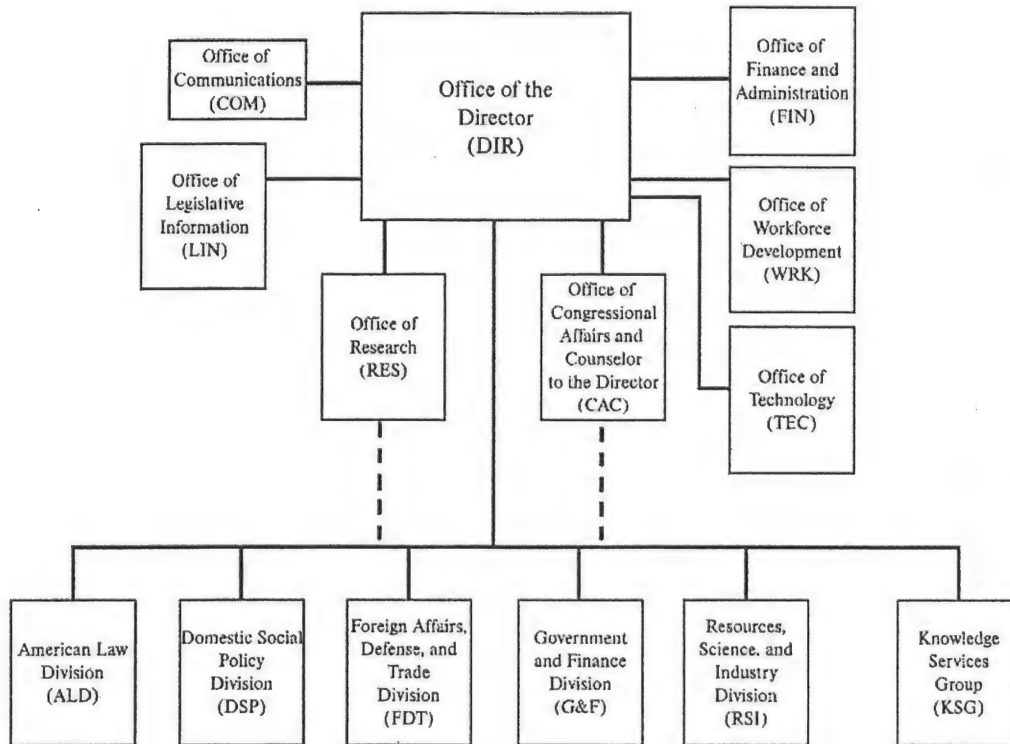 Office of
Communications
(COM)
Office of the
Director
(DIR)
Office of
Finance and
Administration
(FIN)
Office of
Legislative
Information
(LIN)
Office of
Workforce
Development
(WRK)
Office of
Research
(RES)
Office of
Congressional
Affairs and
Counselor
to the Director
(CAC)
Office of
Technology
(TEC)
American Law
Division
(ALD)
Domestic Social
Policy
Division
(DSP)
Foreign Affairs,
Defense, and
Trade
Division
(FDT)
Government
and Finance
Division
(G&F)
Resources,
Science, and
Industry
Division
(RSI)
Knowledge
Services
Group
(KSG)